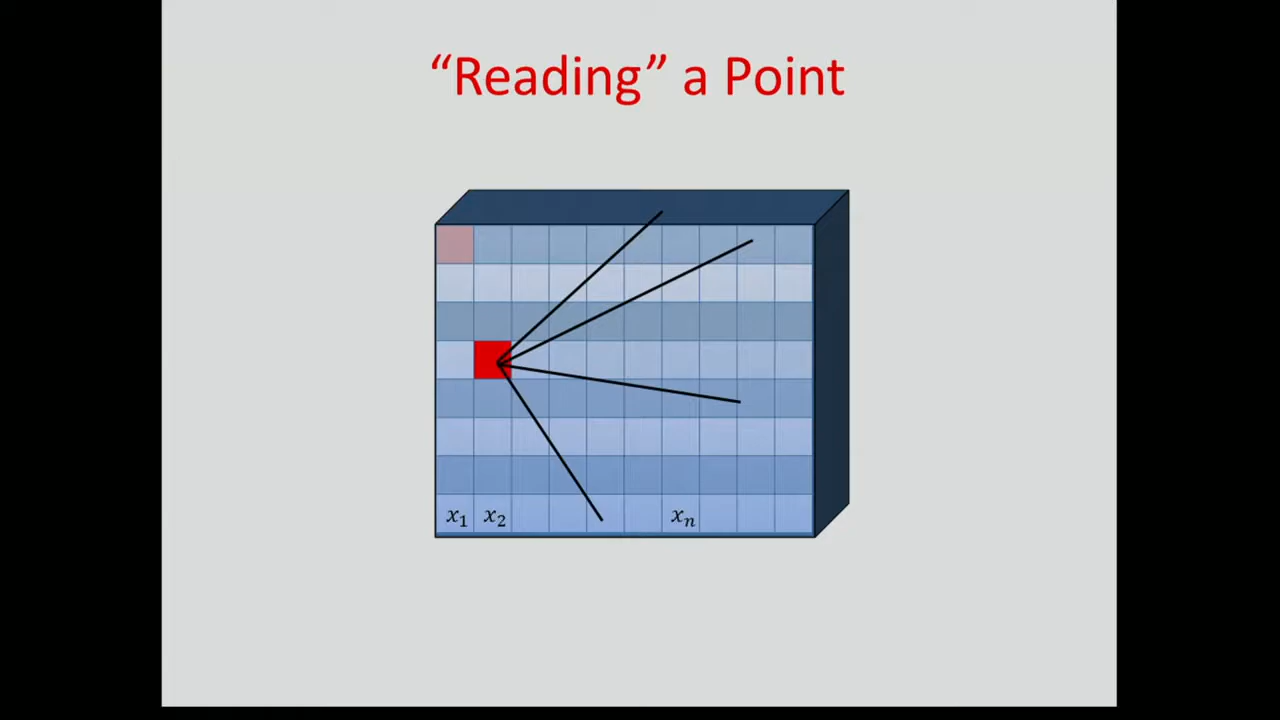 “Reading” a Point
x₁ x₂ xₙ